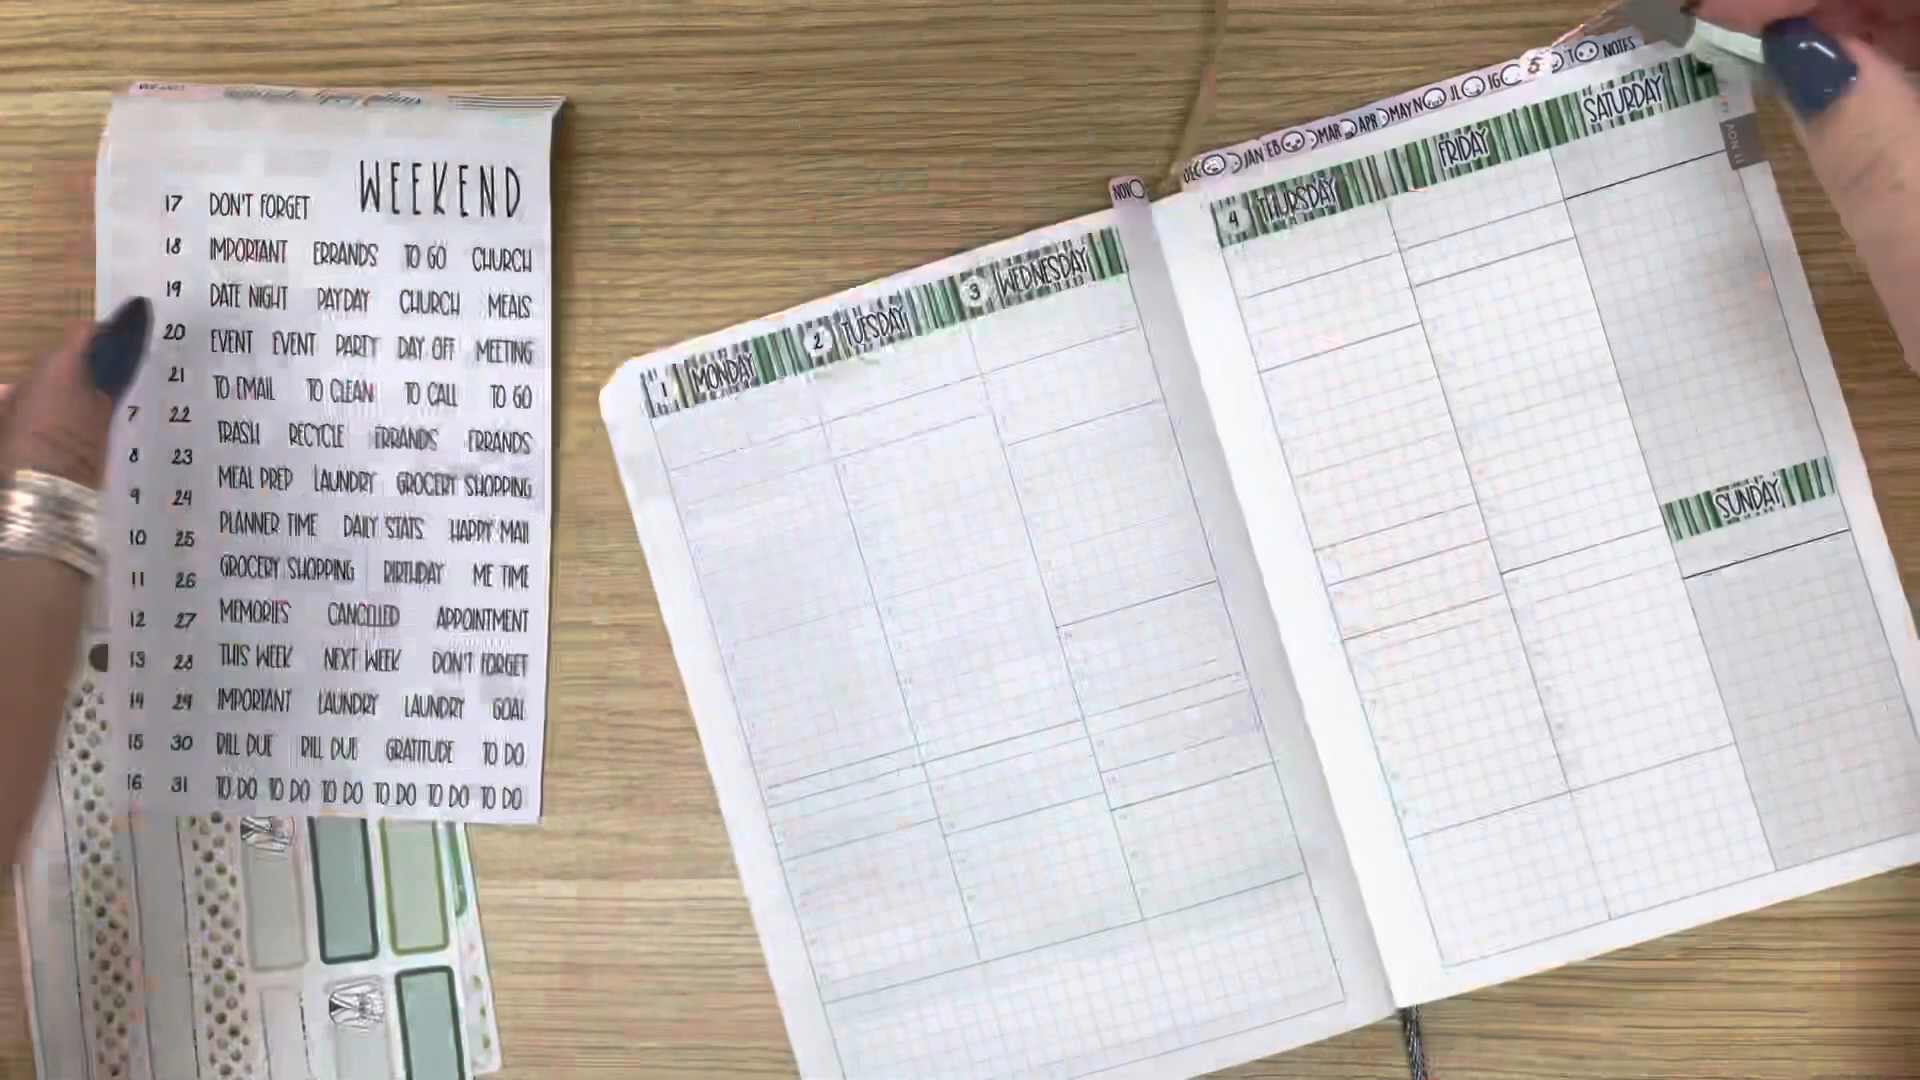 WEEKEND
17 DON'T FORGET
18 IMPORTANT ERRANDS TO GO CHURCH
19 DATE NIGHT PAYDAY CHURCH MEALS
20 EVENT EVENT PARTY DAY OFF MEETING
21 TO EMAIL TO CLEAN TO CALL TO GO
7 22 TRASH RECYCLE ERRANDS ERRANDS
8 23 MEAL PREP LAUNDRY GROCERY SHOPPING
9 24 PLANNER TIME DAILY STATS HAPPY MAIL
10 25 GROCERY SHOPPING BIRTHDAY ME TIME
11 26 MEMORIES CANCELLED APPOINTMENT
12 27 THIS WEEK NEXT WEEK DON'T FORGET
13 28 IMPORTANT LAUNDRY LAUNDRY GOAL
14 29 BILL DUE BILL DUE GRATITUDE TO DO
15 30 TO DO TO DO TO DO TO DO TO DO TO DO
16 31
NOV
DEC JAN MAR APR MAY NOTES
1 MONDAY 2 TUESDAY 3 WEDNESDAY
4 THURSDAY FRIDAY SATURDAY
SUNDAY
11 NOV